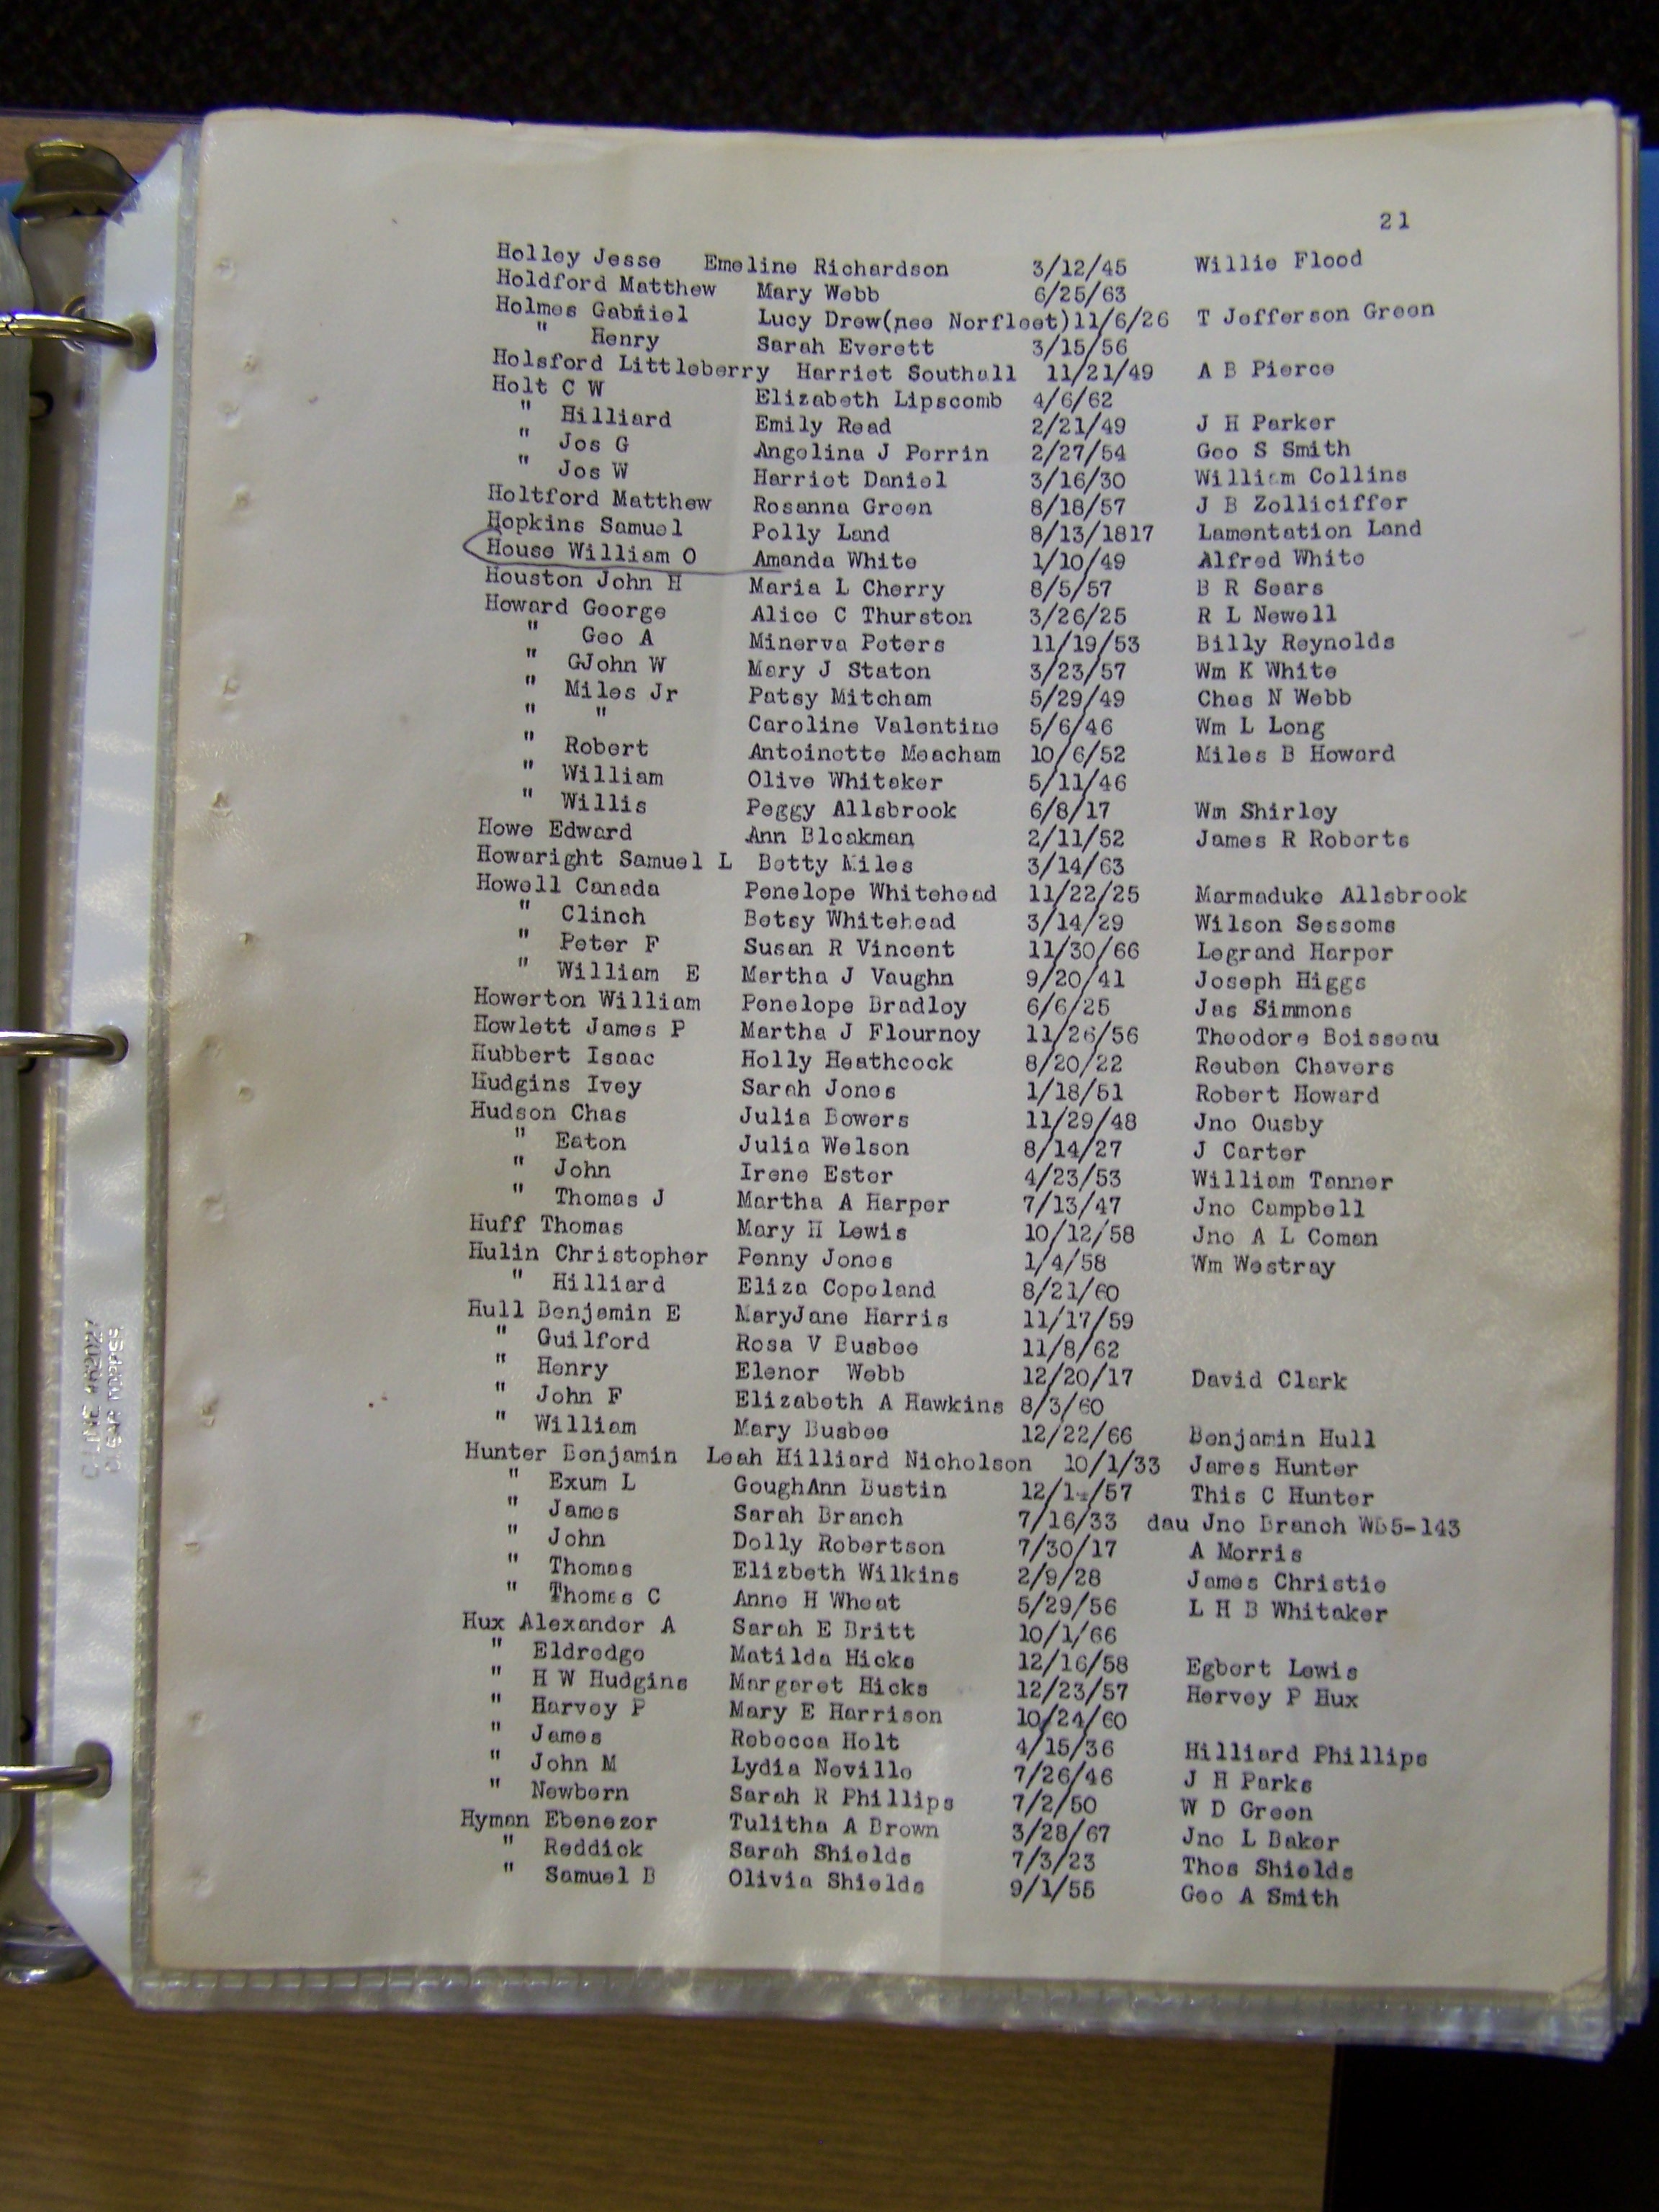 21
Holley Jesse Emeline Richardson 3/12/45 Willie Flood
Holdford Matthew Mary Webb 6/25/63
Holmes Gabriel Lucy Drew(nee Norfleet)11/6/26 T Jefferson Green
" Henry Sarah Everett 3/15/56
Holsford Littleberry Harriet Southall 11/21/49 A B Pierce
Holt C W Elizabeth Lipscomb 4/6/62
" Hilliard Emily Read 2/21/49 J H Parker
" Jos G Angelina J Perrin 2/27/54 Geo S Smith
" Jos W Harriet Daniel 3/16/30 William Collins
Holtford Matthew Rosanna Green 8/18/57 J B Zolliciffer
Hopkins Samuel Polly Land 8/13/1817 Lamentation Land
House William O Amanda White 1/10/49 Alfred White
Houston John H Maria L Cherry 8/5/57 B R Sears
Howard George Alice C Thurston 3/26/25 R L Newell
" Geo A Minerva Peters 11/19/53 Billy Reynolds
" GJohn W Mary J Staton 3/23/57 Wm K White
" Miles Jr Patsy Mitcham 5/29/49 Chas N Webb
" " Caroline Valentine 5/6/46 Wm L Long
" Robert Antoinette Meacham 10/6/52 Miles B Howard
" William Olive Whitaker 5/11/46
" Willis Peggy Allsbrook 6/8/17 Wm Shirley
Howe Edward Ann Bleakman 2/11/52 James R Roberts
Howaright Samuel L Betty Miles 3/14/63
Howell Canada Penelope Whitehead 11/22/25 Marmaduke Allsbrook
" Clinch Betsy Whitehead 3/14/29 Wilson Sessoms
" Peter F Susan R Vincent 11/30/66 Legrand Harper
" William E Martha J Vaughn 9/20/41 Joseph Higgs
Howerton William Penelope Bradley 6/6/25 Jas Simmons
Howlett James P Martha J Flournoy 11/26/56 Theodore Boisseau
Hubbert Isaac Holly Heathcock 8/20/22 Reuben Chavers
Hudgins Ivey Sarah Jones 1/18/51 Robert Howard
Hudson Chas Julia Bowers 11/29/48 Jno Ousby
" Eaton Julia Welson 8/14/27 J Carter
" John Irene Ester 4/23/53 William Tanner
" Thomas J Martha A Harper 7/13/47 Jno Campbell
Huff Thomas Mary H Lewis 10/12/58 Jno A L Coman
Hulin Christopher Penny Jones 1/4/58 Wm Westray
" Hilliard Eliza Copeland 8/21/60
Hull Benjamin E MaryJane Harris 11/17/59
" Guilford Rosa V Busbee 11/8/62
" Henry Elenor Webb 12/20/17 David Clark
" John F Elizabeth A Hawkins 8/3/60
" William Mary Busbee 12/22/66 Benjamin Hull
Hunter Benjamin Leah Hilliard Nicholson 10/1/33 James Hunter
" Exum L GoughAnn Bustin 12/14/57 This C Hunter
" James Sarah Branch 7/16/33 dau Jno Branch Wb5-143
" John Dolly Robertson 7/30/17 A Morris
" Thomas Elizbeth Wilkins 2/9/28 James Christie
" Thomas C Anne H Wheat 5/29/56 L H B Whitaker
Hux Alexander A Sarah E Britt 10/1/66
" Eldredge Matilda Hicks 12/16/58 Egbert Lewis
" H W Hudgins Margaret Hicks 12/23/57 Harvey P Hux
" Harvey P Mary E Harrison 10/24/60
" James Rebecca Holt 4/15/36 Hilliard Phillips
" John M Lydia Neville 7/26/46 J H Parks
" Newbern Sarah R Phillips 7/2/50 W D Green
Hyman Ebenezer Tulitha A Brown 3/28/67 Jno L Baker
" Reddick Sarah Shields 7/3/23 Thos Shields
" Samuel B Olivia Shields 9/1/55 Geo A Smith